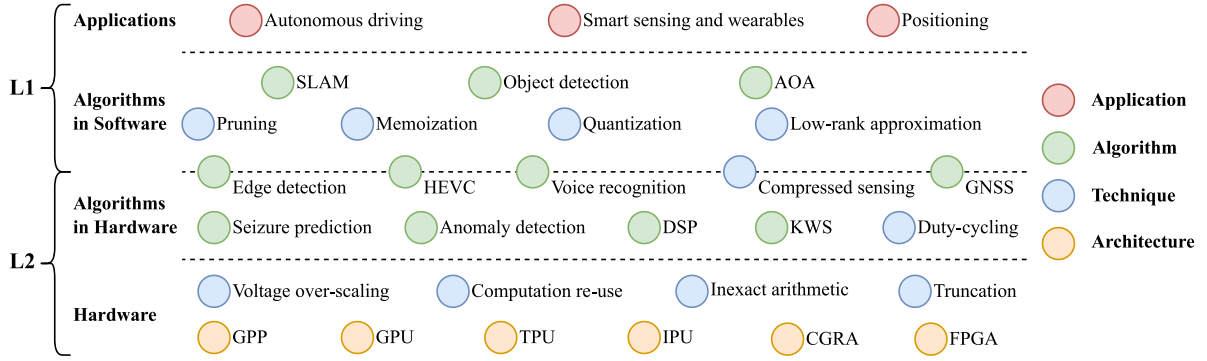 Applications
Autonomous driving
Smart sensing and wearables
Positioning
L1
SLAM
Object detection
AOA
Algorithms
in Software
Pruning
Memoization
Quantization
Low-rank approximation
Edge detection
HEVC
Voice recognition
Compressed sensing
GNSS
Algorithms
in Hardware
Seizure prediction
Anomaly detection
DSP
KWS
Duty-cycling
L2
Voltage over-scaling
Computation re-use
Inexact arithmetic
Truncation
Hardware
GPP
GPU
TPU
IPU
CGRA
FPGA
Application
Algorithm
Technique
Architecture